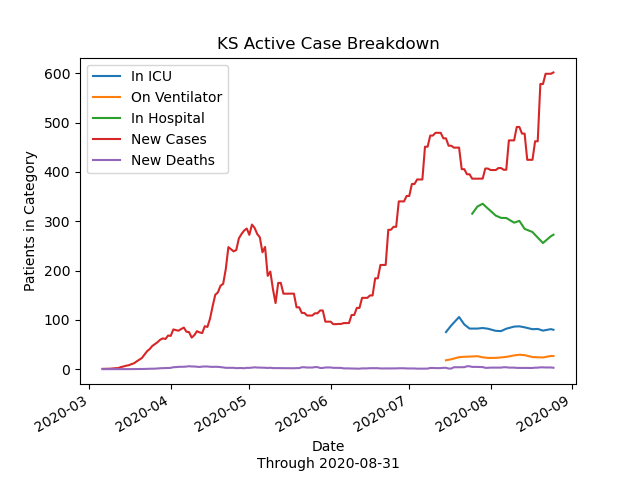 KS Active Case Breakdown
In ICU
On Ventilator
In Hospital
New Cases
New Deaths
Patients in Category
600
500
400
300
200
100
0
2020-03
2020-04
2020-05
2020-06
2020-07
2020-08
2020-09
Date
Through 2020-08-31